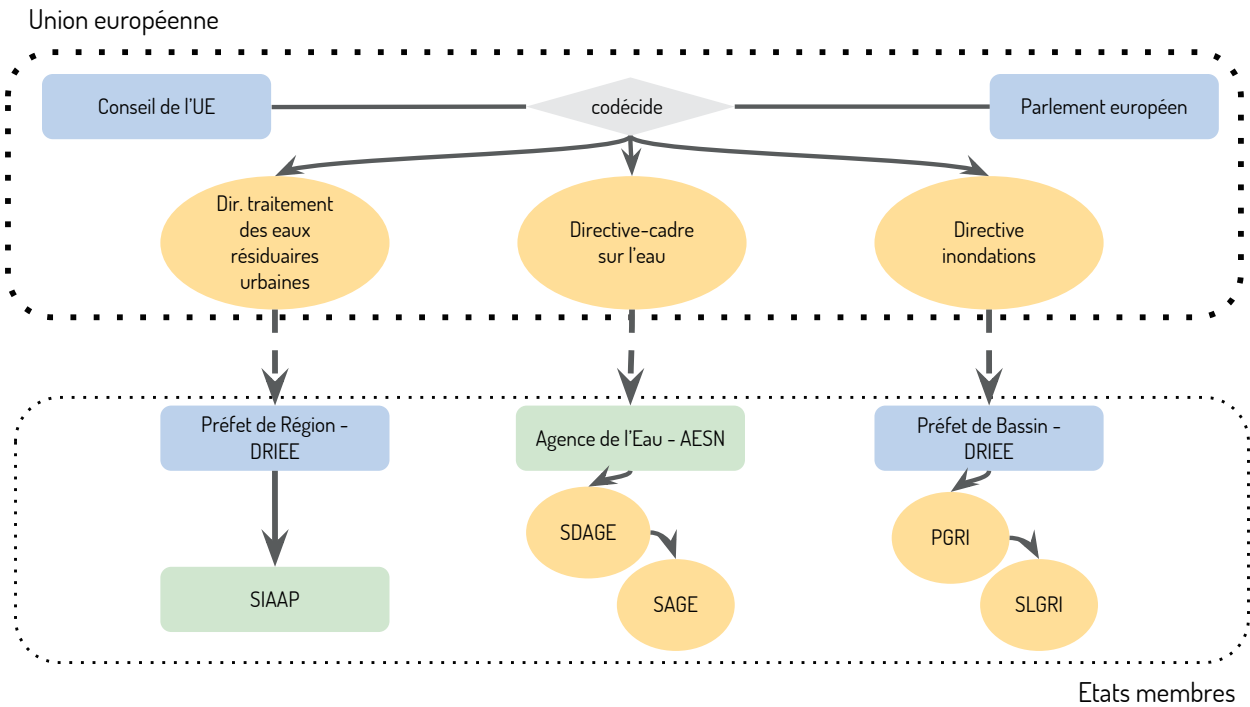 Union européenne
Conseil de l'UE
codécide
Parlement européen
Dir. traitement
des eaux
résiduaires
urbaines
Directive-cadre
sur l'eau
Directive
inondations
Préfet de Région -
DRIEE
Agence de l'Eau - AESN
Préfet de Bassin -
DRIEE
SDAGE
PGRI
SIAAP
SAGE
SLGRI
Etats membres